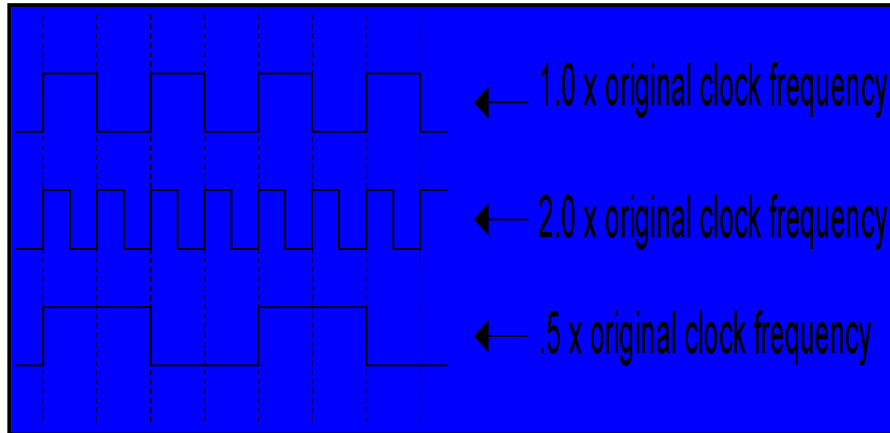 1.0 x original clock frequency
2.0 x original clock frequency
.5 x original clock frequency